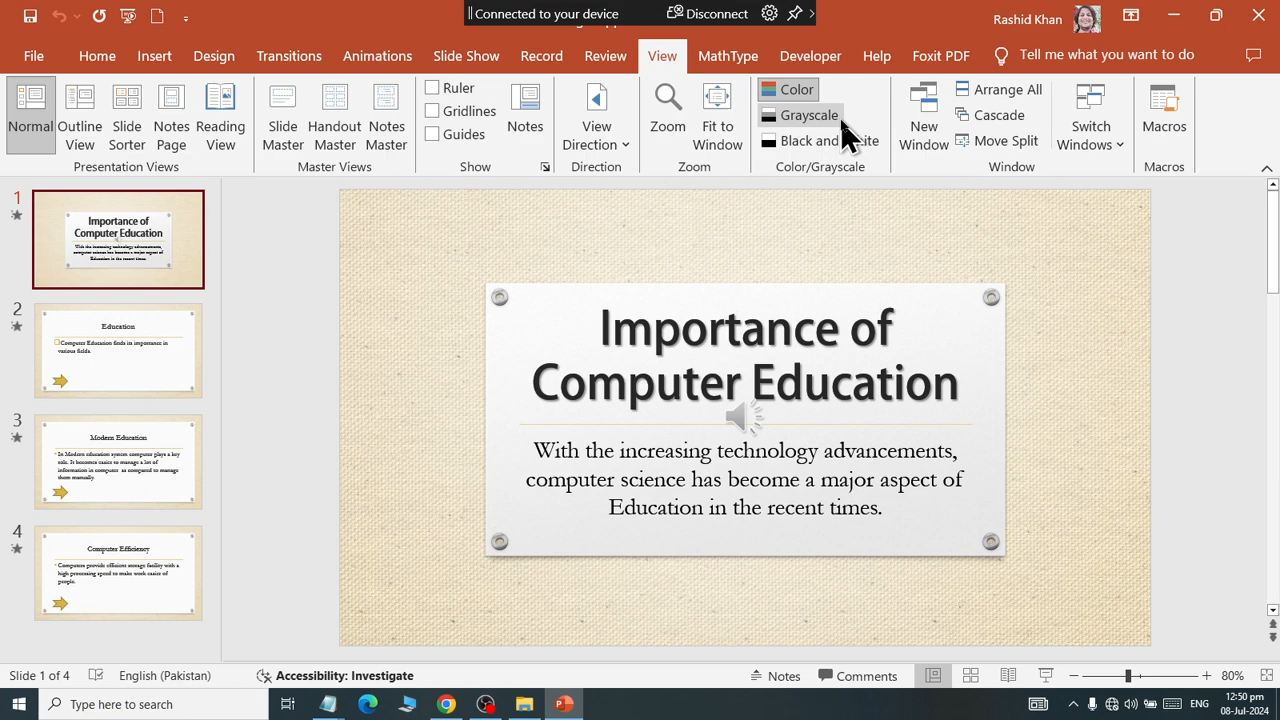 Connected to your device
Disconnect
Rashid Khan
File
Home
Insert
Design
Transitions
Animations
Slide Show
Record
Review
View
MathType
Developer
Help
Foxit PDF
Tell me what you want to do
Normal
Outline View
Slide Sorter
Notes Page
Reading View
Presentation Views
Slide Master
Handout Master
Notes Master
Master Views
Ruler
Gridlines
Guides
Notes
Show
View Direction
Direction
Zoom
Fit to Window
Zoom
Color
Grayscale
Black and
Color/Grayscale
New Window
Arrange All
Cascade
Move Split
Switch Windows
Window
Macros
Macros
1
Importance of
Computer Education
With the increasing technology advancements,
computer science has become a major aspect of
Education in the recent times.
2
Education
Computer Education finds its importance in
various fields.
3
Modern Education
In Modern education system computer plays a key
role. It becomes easier to manage a lot of
information in computer as compared to manage
them manually.
4
Computer Efficiency
Computers provide efficient storage facility with a
high processing speed to make work easier of
people.
Importance of
Computer Education
With the increasing technology advancements,
computer science has become a major aspect of
Education in the recent times.
Slide 1 of 4
English (Pakistan)
Accessibility: Investigate
Notes
Comments
80%
Type here to search
ENG
12:50 pm
08-Jul-2024